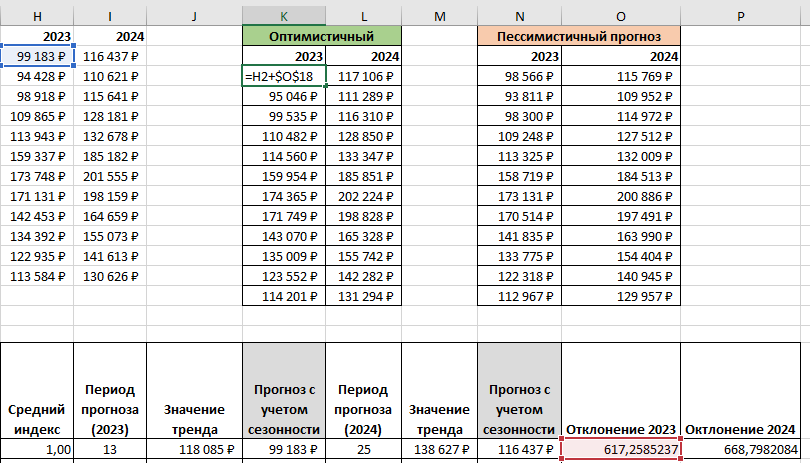 H I J K L M N O P
2023 2024 Оптимистичный Пессимистичный прогноз
99 183 ₽ 116 437 ₽ 2023 2024 2023 2024
94 428 ₽ 110 621 ₽ =H2+$O$18 117 106 ₽ 98 566 ₽ 115 769 ₽
98 918 ₽ 115 641 ₽ 95 046 ₽ 111 289 ₽ 93 811 ₽ 109 952 ₽
109 865 ₽ 128 181 ₽ 99 535 ₽ 116 310 ₽ 98 300 ₽ 114 972 ₽
113 943 ₽ 132 678 ₽ 110 482 ₽ 128 850 ₽ 109 248 ₽ 127 512 ₽
159 337 ₽ 185 182 ₽ 114 560 ₽ 133 347 ₽ 113 325 ₽ 132 009 ₽
173 748 ₽ 201 555 ₽ 159 954 ₽ 185 851 ₽ 158 719 ₽ 184 513 ₽
171 131 ₽ 198 159 ₽ 174 365 ₽ 202 224 ₽ 173 131 ₽ 200 886 ₽
142 453 ₽ 164 659 ₽ 171 749 ₽ 198 828 ₽ 170 514 ₽ 197 491 ₽
134 392 ₽ 155 073 ₽ 143 070 ₽ 165 328 ₽ 141 835 ₽ 163 990 ₽
122 935 ₽ 141 613 ₽ 135 009 ₽ 155 742 ₽ 133 775 ₽ 154 404 ₽
113 584 ₽ 130 626 ₽ 123 552 ₽ 142 282 ₽ 122 318 ₽ 140 945 ₽
114 201 ₽ 131 294 ₽ 112 967 ₽ 129 957 ₽
Период Прогноз с Период Прогноз с
Средний прогноза Значение учетом прогноза Значение учетом
индекс (2023) тренда сезонности (2024) тренда сезонности Отклонение 2023 Октлонение 2024
1,00 13 118 085 ₽ 99 183 ₽ 25 138 627 ₽ 116 437 ₽ 617,2585237 668,7982084